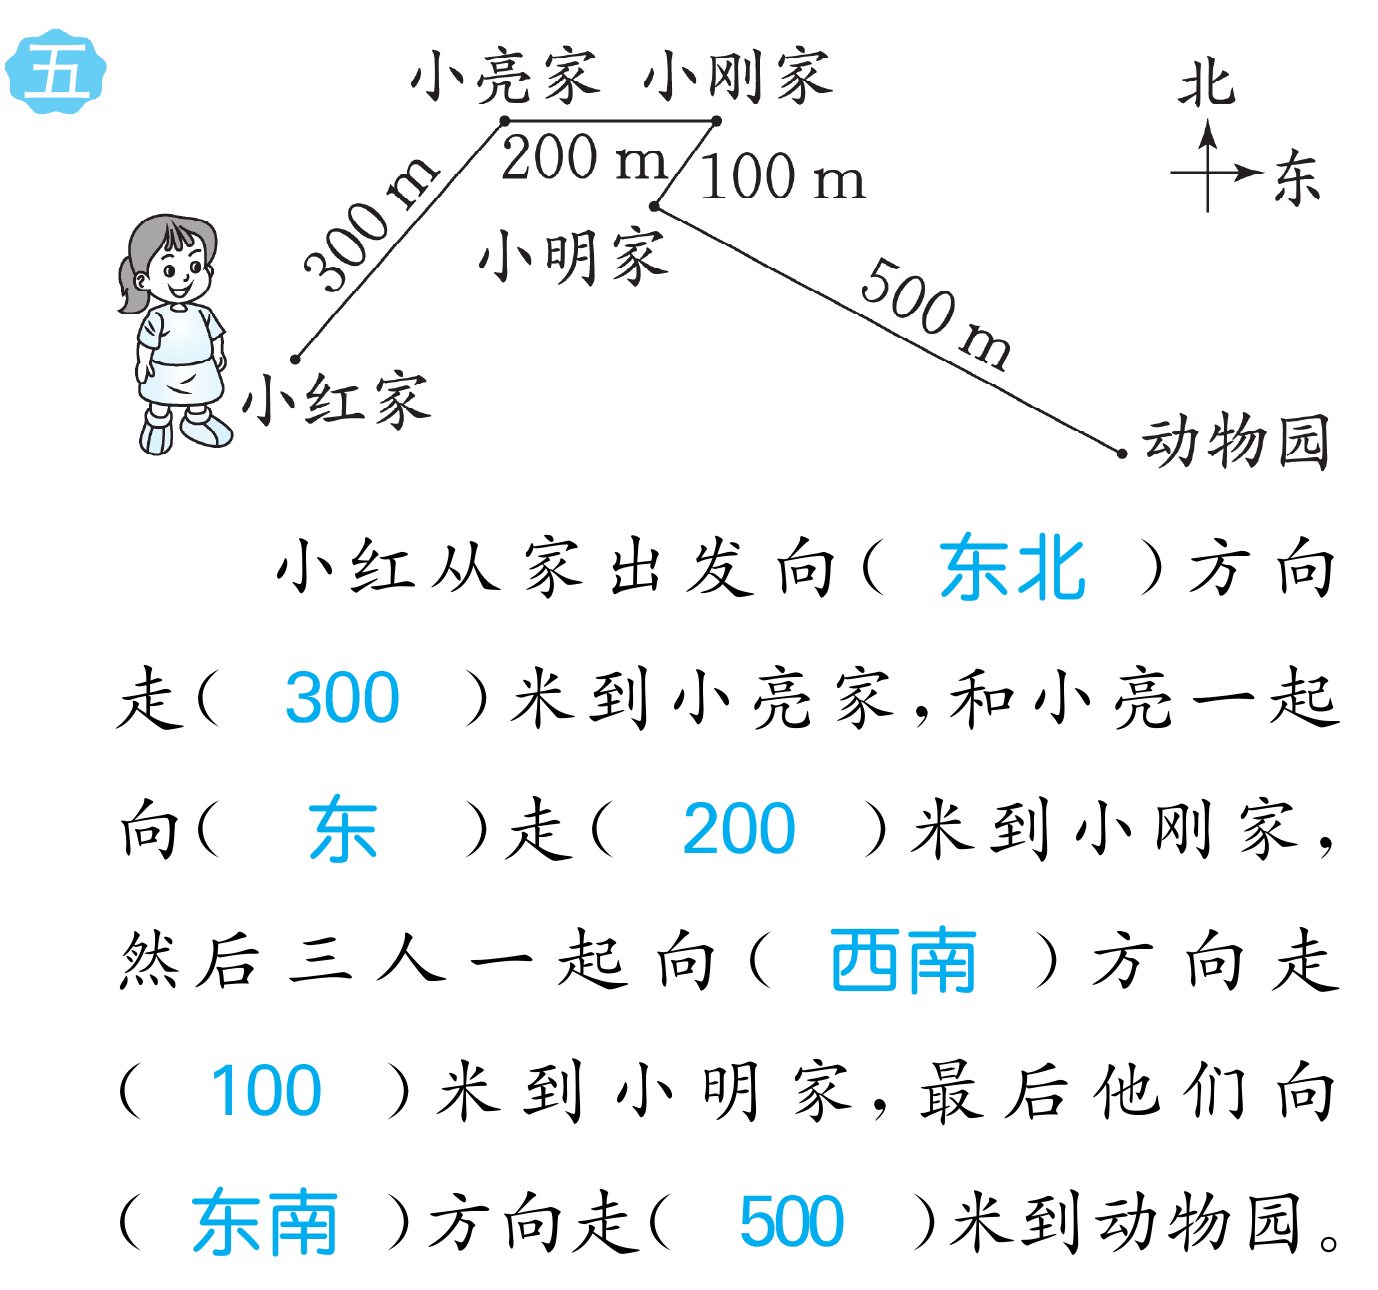 五
小亮家 小刚家
北
东
200 m
100 m
300 m
小明家
500 m
小红家
动物园
小红从家出发向( 东北 )方向
走( 300 )米到小亮家,和小亮一起
向( 东 )走( 200 )米到小刚家,
然后三人一起向( 西南 )方向走
( 100 )米到小明家,最后他们向
( 东南 )方向走( 500 )米到动物园。